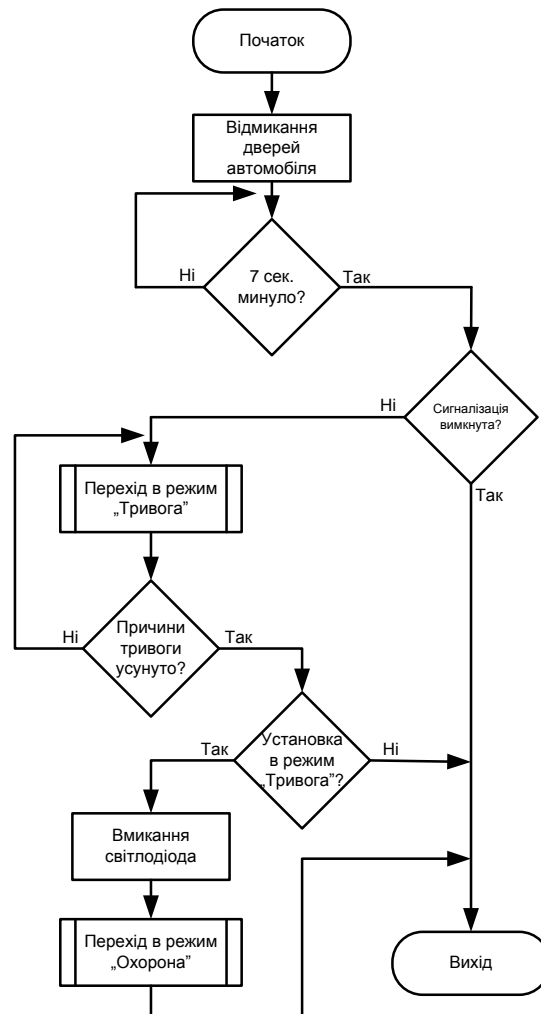 Початок
Відмикання
дверей
автомобіля
Ні
7 сек.
минуло?
Так
Ні
Сигналізація
вимкнута?
Так
Перехід в режим
„Тривога”
Ні
Причини
тривоги
усунуто?
Так
Так
Установка
в режим
„Тривога”?
Ні
Вмикання
світлодіода
Перехід в режим
„Охорона”
Вихід